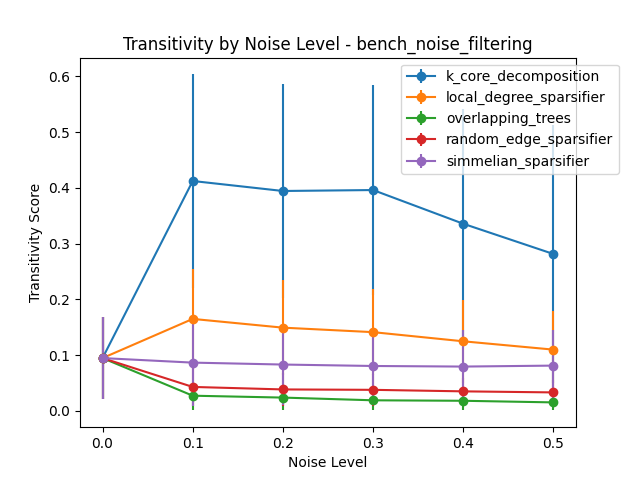 Transitivity by Noise Level - bench_noise_filtering
k_core_decomposition
local_degree_sparsifier
overlapping_trees
random_edge_sparsifier
simmelian_sparsifier
Transitivity Score
0.6
0.5
0.4
0.3
0.2
0.1
0.0
0.0 0.1 0.2 0.3 0.4 0.5
Noise Level